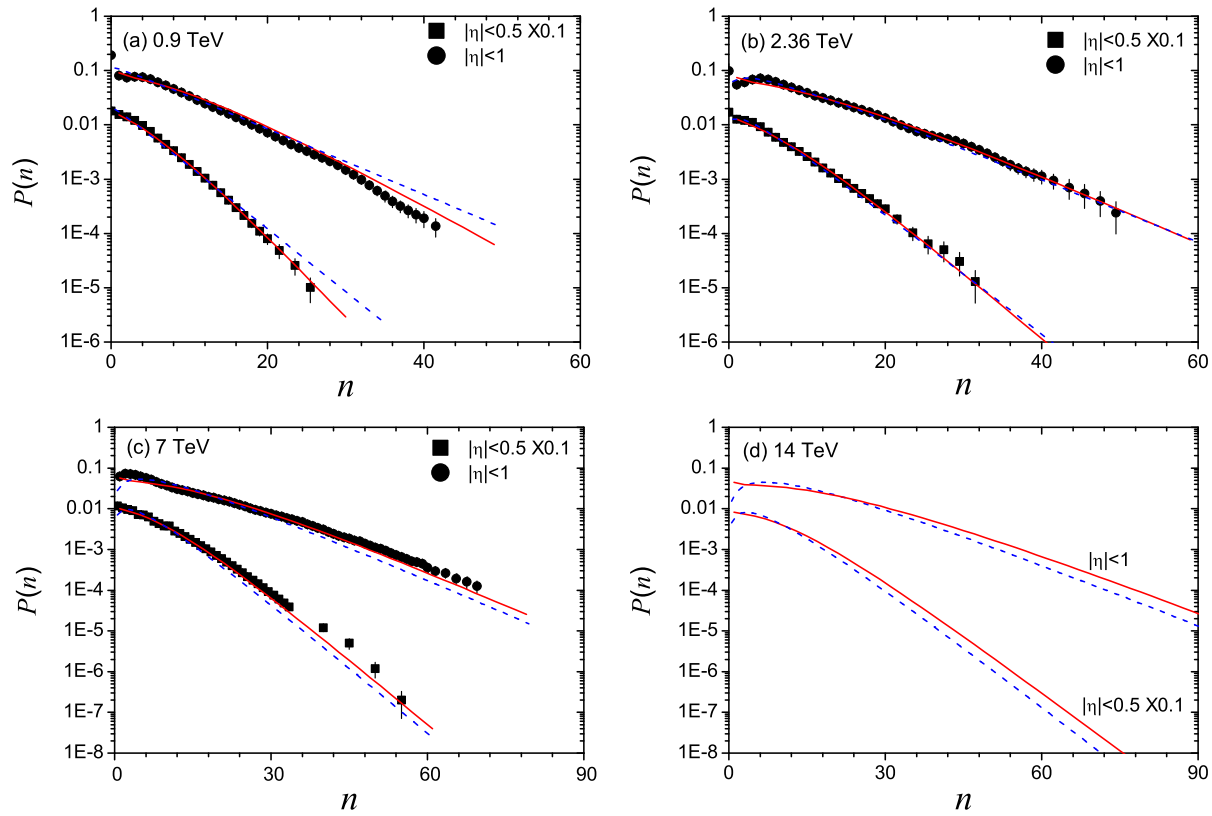 (a) 0.9 TeV
|η|<0.5 X0.1
|η|<1
1
0.1
0.01
1E-3
1E-4
1E-5
1E-6
P(n)
0 20 40 60
n
(b) 2.36 TeV
|η|<0.5 X0.1
|η|<1
1
0.1
0.01
1E-3
1E-4
1E-5
1E-6
P(n)
0 20 40 60
n
(c) 7 TeV
|η|<0.5 X0.1
|η|<1
1
0.1
0.01
1E-3
1E-4
1E-5
1E-6
1E-7
1E-8
P(n)
0 30 60 90
n
(d) 14 TeV
|η|<1
|η|<0.5 X0.1
1
0.1
0.01
1E-3
1E-4
1E-5
1E-6
1E-7
1E-8
P(n)
0 30 60 90
n